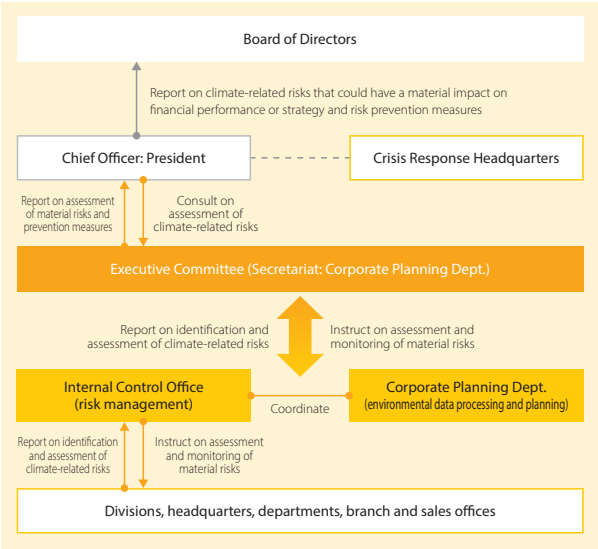 Board of Directors
Report on climate-related risks that could have a material impact on
financial performance or strategy and risk prevention measures
Chief Officer: President
Crisis Response Headquarters
Report on assessment
of material risks and
prevention measures
Consult on
assessment of
climate-related risks
Executive Committee (Secretariat: Corporate Planning Dept.)
Report on identification and
assessment of climate-related risks
Instruct on assessment and
monitoring of material risks
Internal Control Office
(risk management)
Coordinate
Corporate Planning Dept.
(environmental data processing and planning)
Report on identification
and assessment of
climate-related risks
Instruct on assessment
and monitoring of
material risks
Divisions, headquarters, departments, branch and sales offices